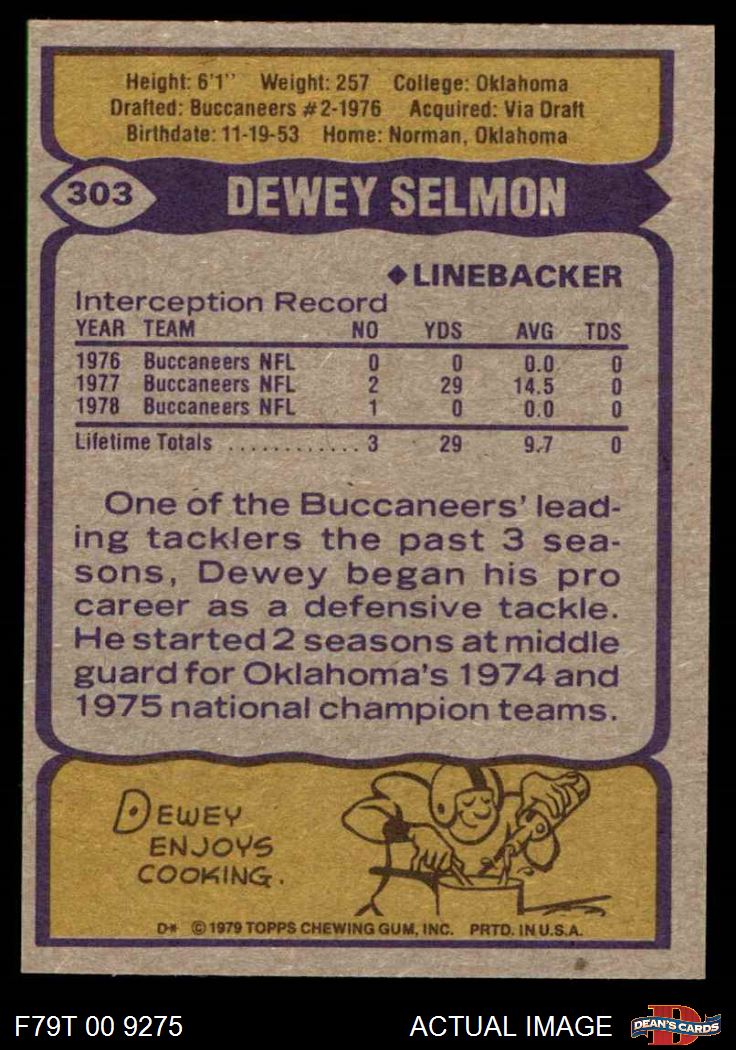 Height: 6'1'' Weight: 257 College: Oklahoma
Drafted: Buccaneers #2-1976 Acquired: Via Draft
Birthdate: 11-19-53 Home: Norman, Oklahoma
303 DEWEY SELMON
◆LINEBACKER
Interception Record
YEAR TEAM NO YDS AVG TDS
1976 Buccaneers NFL 0 0 0.0 0
1977 Buccaneers NFL 2 29 14.5 0
1978 Buccaneers NFL 1 0 0.0 0
Lifetime Totals ............ 3 29 9.7 0
One of the Buccaneers' lead-
ing tacklers the past 3 sea-
sons, Dewey began his pro
career as a defensive tackle.
He started 2 seasons at middle
guard for Oklahoma's 1974 and
1975 national champion teams.
DEWEY
ENJOYS
COOKING.
D* © 1979 TOPPS CHEWING GUM, INC. PRTD. IN U.S.A.
F79T 00 9275 ACTUAL IMAGE D DEAN'S CARDS